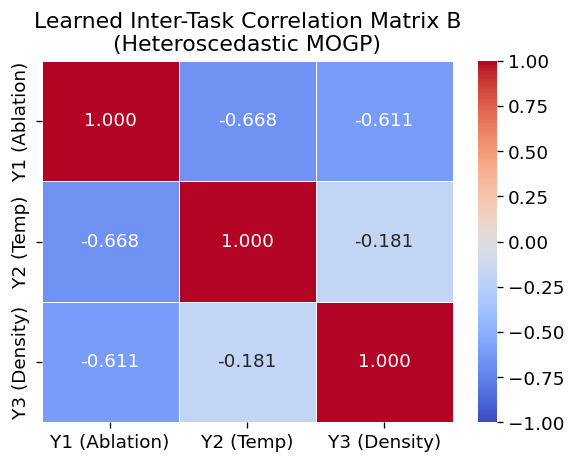 Learned Inter-Task Correlation Matrix B
(Heteroscedastic MOGP)
Y1 (Ablation)
1.000
-0.668
-0.611
Y2 (Temp)
-0.668
1.000
-0.181
Y3 (Density)
-0.611
-0.181
1.000
Y1 (Ablation)
Y2 (Temp)
Y3 (Density)
1.00
0.75
0.50
0.25
0.00
−0.25
−0.50
−0.75
−1.00